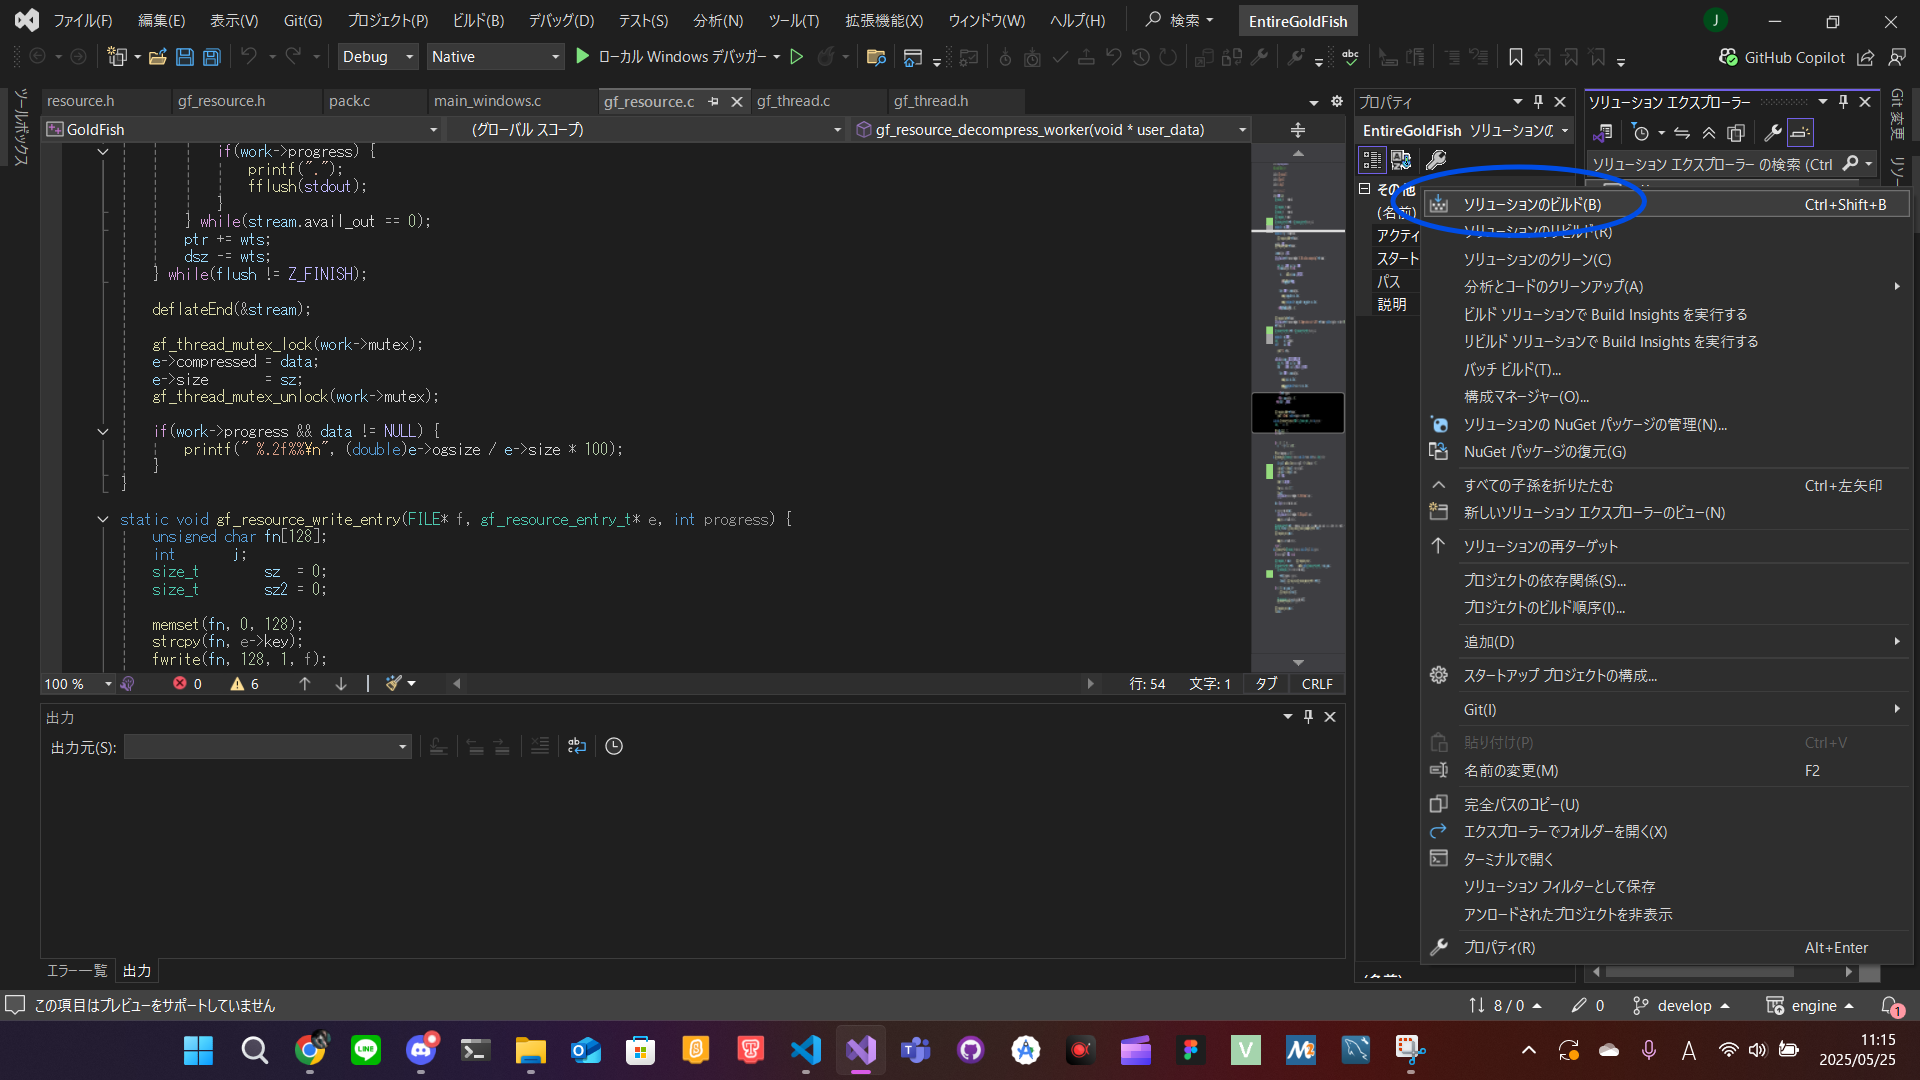 ファイル(F) 編集(E) 表示(V) Git(G) プロジェクト(P) ビルド(B) デバッグ(D) テスト(S) 分析(N) ツール(T) 拡張機能(X) ウィンドウ(W) ヘルプ(H) 検索 EntireGoldFish J
Debug Native ローカル Windows デバッガー GitHub Copilot
ツールボックス
resource.h gf_resource.h pack.c main_windows.c gf_resource.c gf_thread.c gf_thread.h
GoldFish (グローバル スコープ) gf_resource_decompress_worker(void * user_data)
if(work->progress) {
printf(".");
fflush(stdout);
}
} while(stream.avail_out == 0);
ptr += wts;
dsz -= wts;
} while(flush != Z_FINISH);
deflateEnd(&stream);
gf_thread_mutex_lock(work->mutex);
e->compressed = data;
e->size = sz;
gf_thread_mutex_unlock(work->mutex);
if(work->progress && data != NULL) {
printf(" %.2f%%¥n", (double)e->ogsize / e->size * 100);
}
}
static void gf_resource_write_entry(FILE* f, gf_resource_entry_t* e, int progress) {
unsigned char fn[128];
int j;
size_t sz = 0;
size_t sz2 = 0;
memset(fn, 0, 128);
strcpy(fn, e->key);
fwrite(fn, 128, 1, f);
100 % 0 6 行: 54 文字: 1 タブ CRLF
出力
出力元(S):
エラー一覧 出力
プロパティ
EntireGoldFish ソリューションの
その他
(名前)
アクティ
スタート
パス
説明
ソリューション エクスプローラー
ソリューション エクスプローラー の検索 (Ctrl
Git 変更
リソー
ソリューションのビルド(B) Ctrl+Shift+B
ソリューションのリビルド(R)
ソリューションのクリーン(C)
分析とコードのクリーンアップ(A)
ビルド ソリューションで Build Insights を実行する
リビルド ソリューションで Build Insights を実行する
バッチ ビルド(T)...
構成マネージャー(O)...
ソリューションの NuGet パッケージの管理(N)...
NuGet パッケージの復元(G)
すべての子孫を折りたたむ Ctrl+左矢印
新しいソリューション エクスプローラーのビュー(N)
ソリューションの再ターゲット
プロジェクトの依存関係(S)...
プロジェクトのビルド順序(I)...
追加(D)
スタートアップ プロジェクトの構成...
Git(I)
貼り付け(P) Ctrl+V
名前の変更(M) F2
完全パスのコピー(U)
エクスプローラーでフォルダーを開く(X)
ターミナルで開く
ソリューション フィルターとして保存
アンロードされたプロジェクトを非表示
プロパティ(R) Alt+Enter
この項目はプレビューをサポートしていません 8 / 0 0 develop engine 1
A 11:15
2025/05/25